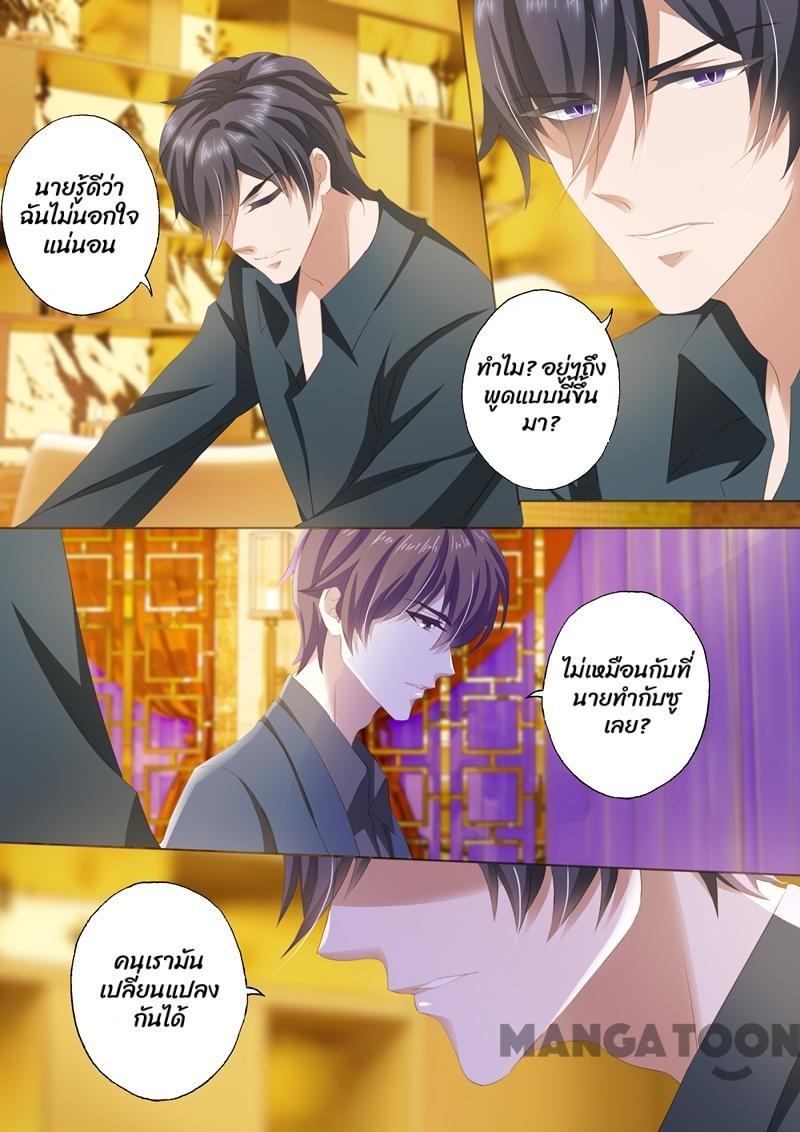 นายรู้ดีว่า
ฉันไม่นอกใจ
แน่นอน
ทำไม? อยู่ๆถึง
พูดแบบนี้ขึ้น
มา?
ไม่เหมือนกับที่
นายทำกับซู
เลย?
คนเรามัน
เปลี่ยนแปลง
กันได้
MANGATOON